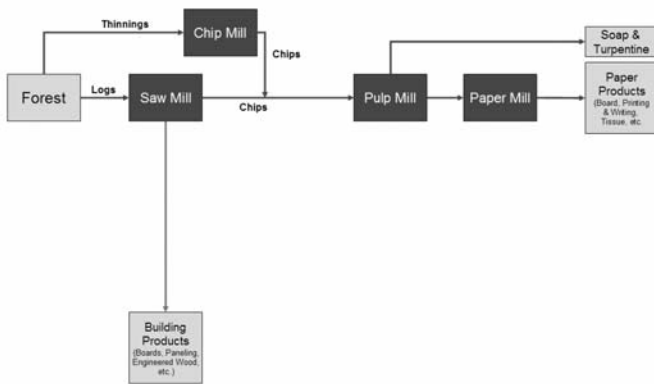 Thinnings
Chip Mill
Chips
Soap &
Turpentine
Forest
Logs
Saw Mill
Chips
Pulp Mill
Paper Mill
Paper
Products
(Board, Printing
& Writing,
Tissue, etc.
Building
Products
(Boards, Paneling,
Engineered Wood,
etc.)